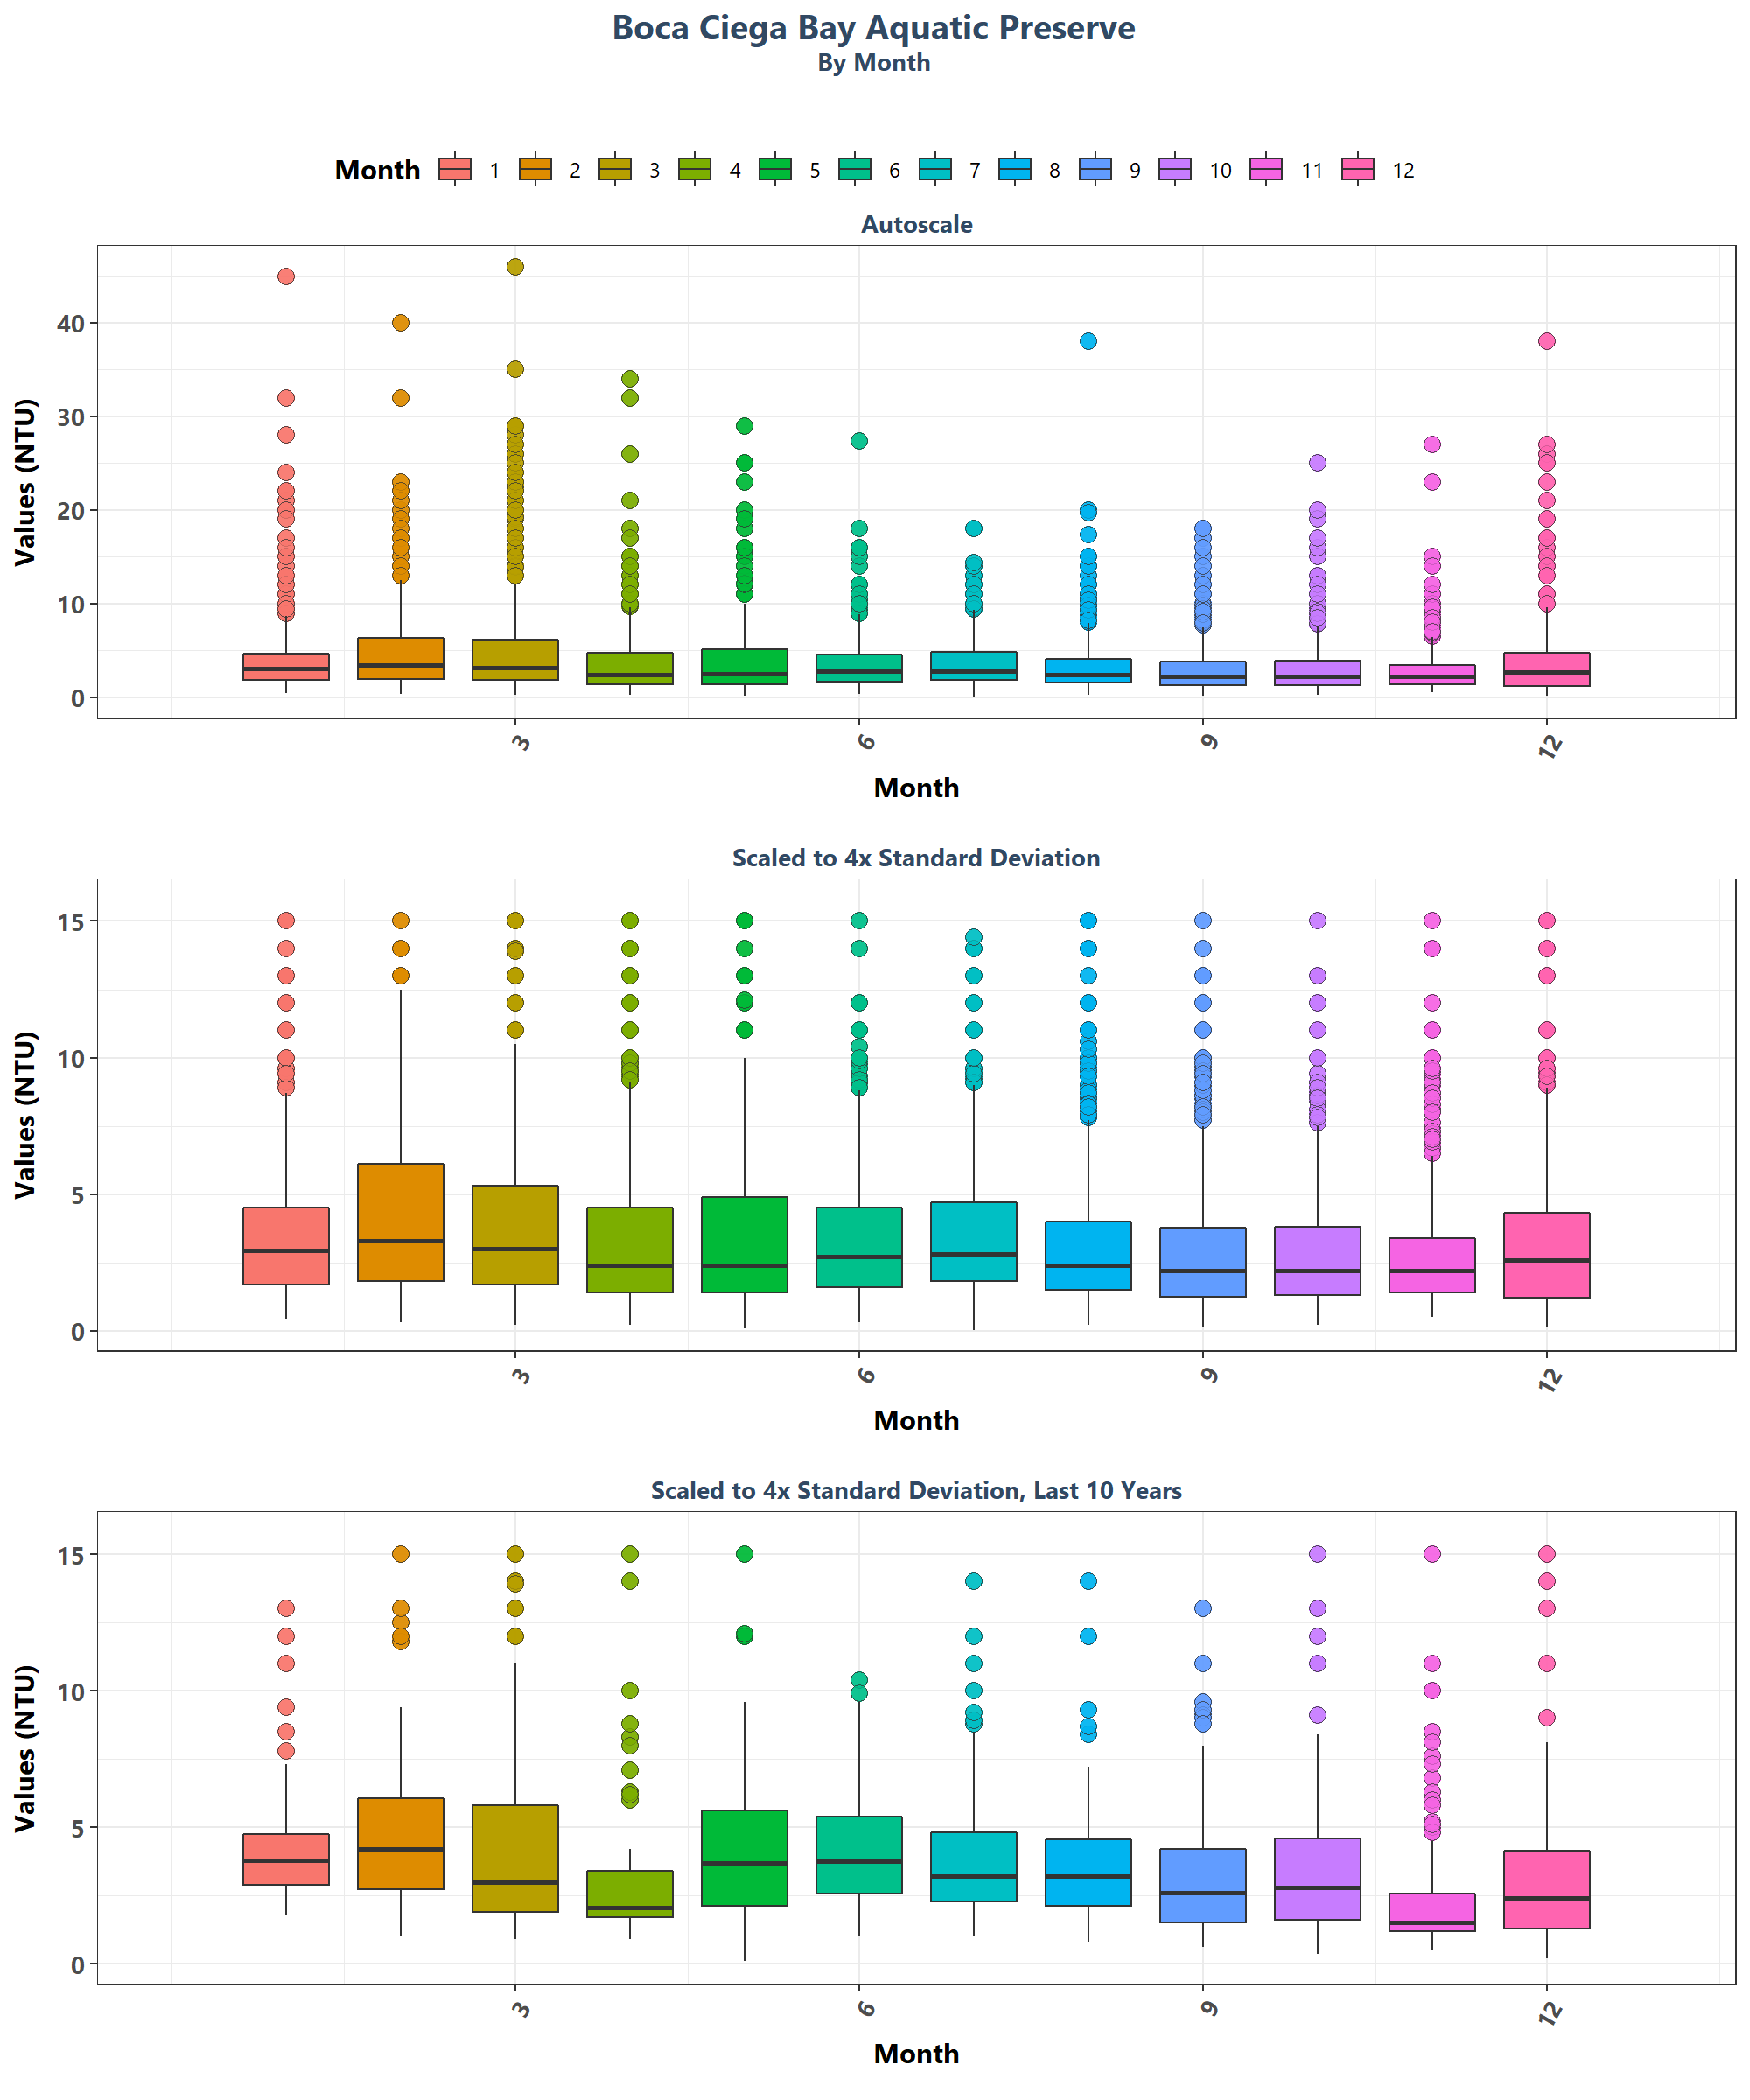 Boca Ciega Bay Aquatic Preserve
By Month
Month 1 2 3 4 5 6 7 8 9 10 11 12
Autoscale
Values (NTU)
40
30
20
10
0
3 6 9 12
Month
Scaled to 4x Standard Deviation
Values (NTU)
15
10
5
0
3 6 9 12
Month
Scaled to 4x Standard Deviation, Last 10 Years
Values (NTU)
15
10
5
0
3 6 9 12
Month